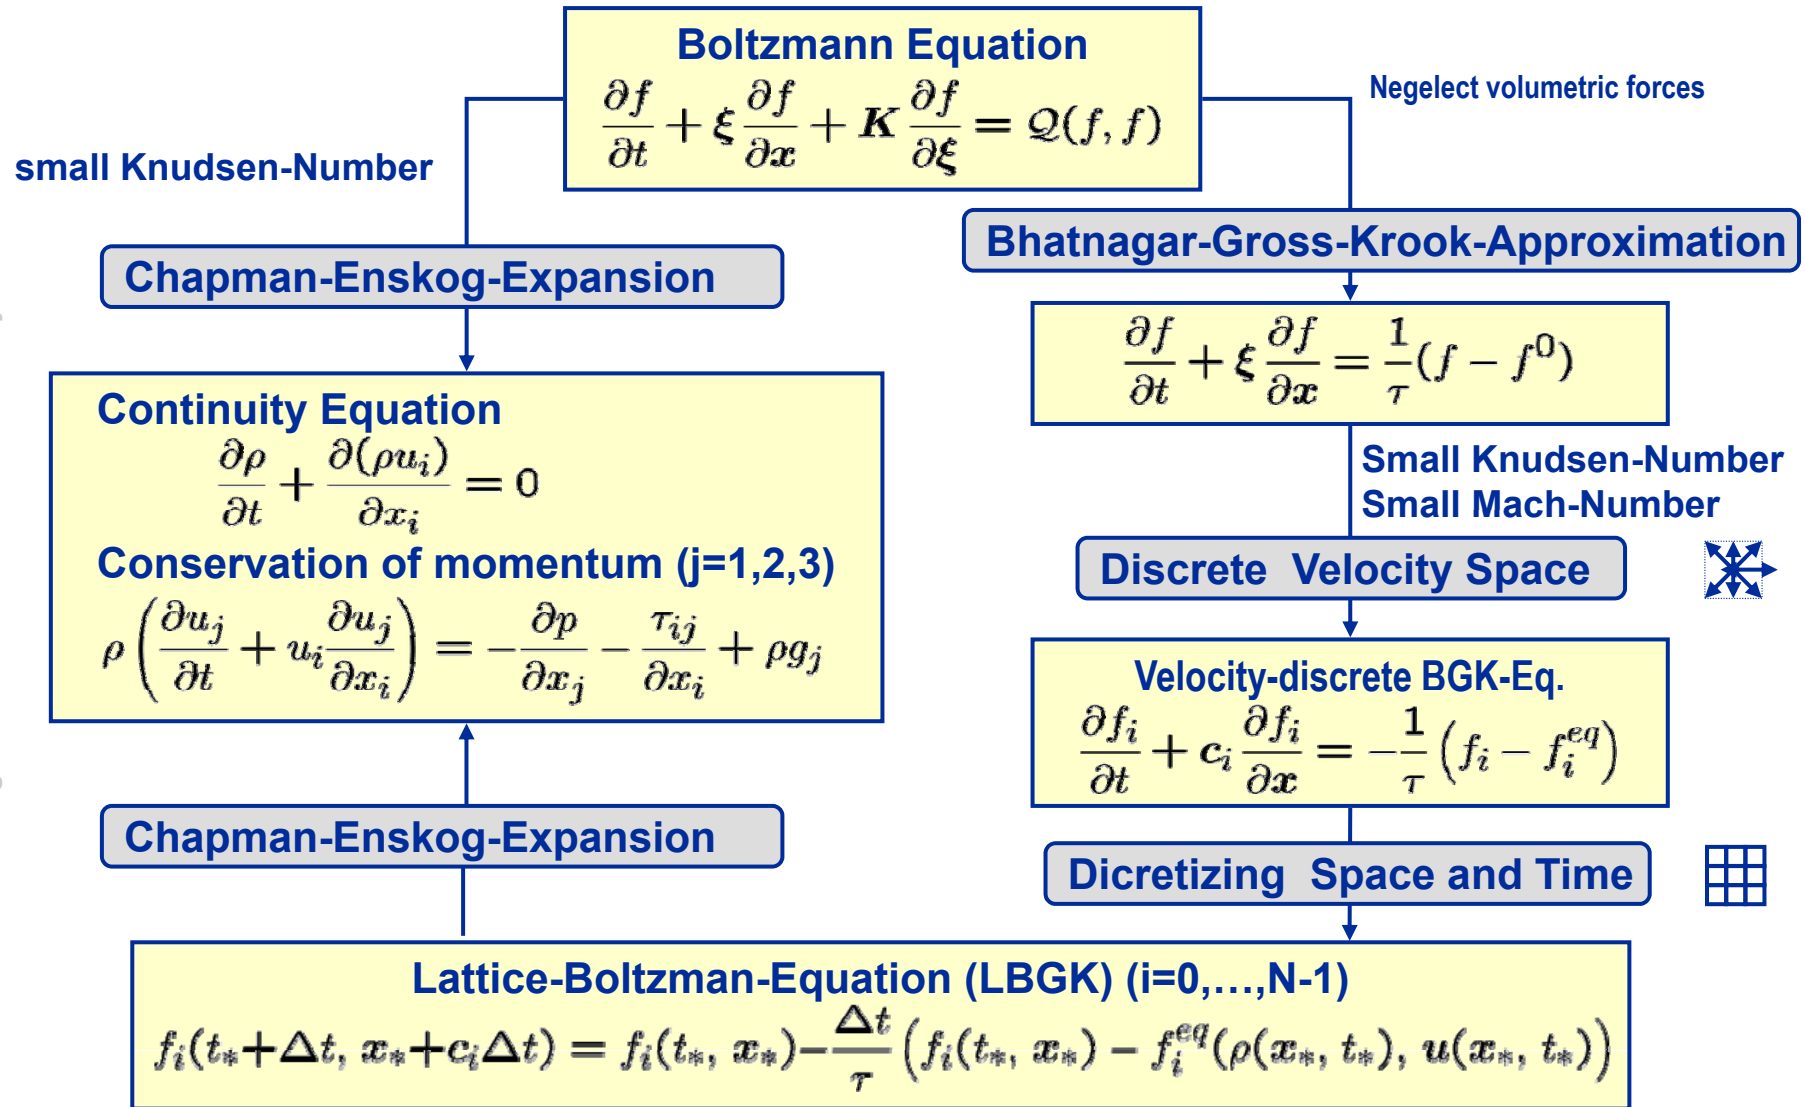 Boltzmann Equation
∂f/∂t + ξ ∂f/∂x + K ∂f/∂ξ = Q(f, f)
Negelect volumetric forces
small Knudsen-Number
Bhatnagar-Gross-Krook-Approximation
Chapman-Enskog-Expansion
∂f/∂t + ξ ∂f/∂x = 1/τ (f − f⁰)
Continuity Equation
∂ρ/∂t + ∂(ρu_i)/∂x_i = 0
Small Knudsen-Number
Small Mach-Number
Conservation of momentum (j=1,2,3)
ρ (∂u_j/∂t + u_i ∂u_j/∂x_i) = −∂p/∂x_j − τ_ij/∂x_i + ρg_j
Discrete Velocity Space
Velocity-discrete BGK-Eq.
∂f_i/∂t + c_i ∂f_i/∂x = −1/τ (f_i − f_i^eq)
Chapman-Enskog-Expansion
Dicretizing Space and Time
Lattice-Boltzman-Equation (LBGK) (i=0,…,N-1)
f_i(t_*+Δt, x_*+c_iΔt) = f_i(t_*, x_*)−Δt/τ (f_i(t_*, x_*) − f_i^eq(ρ(x_*, t_*), u(x_*, t_*)))